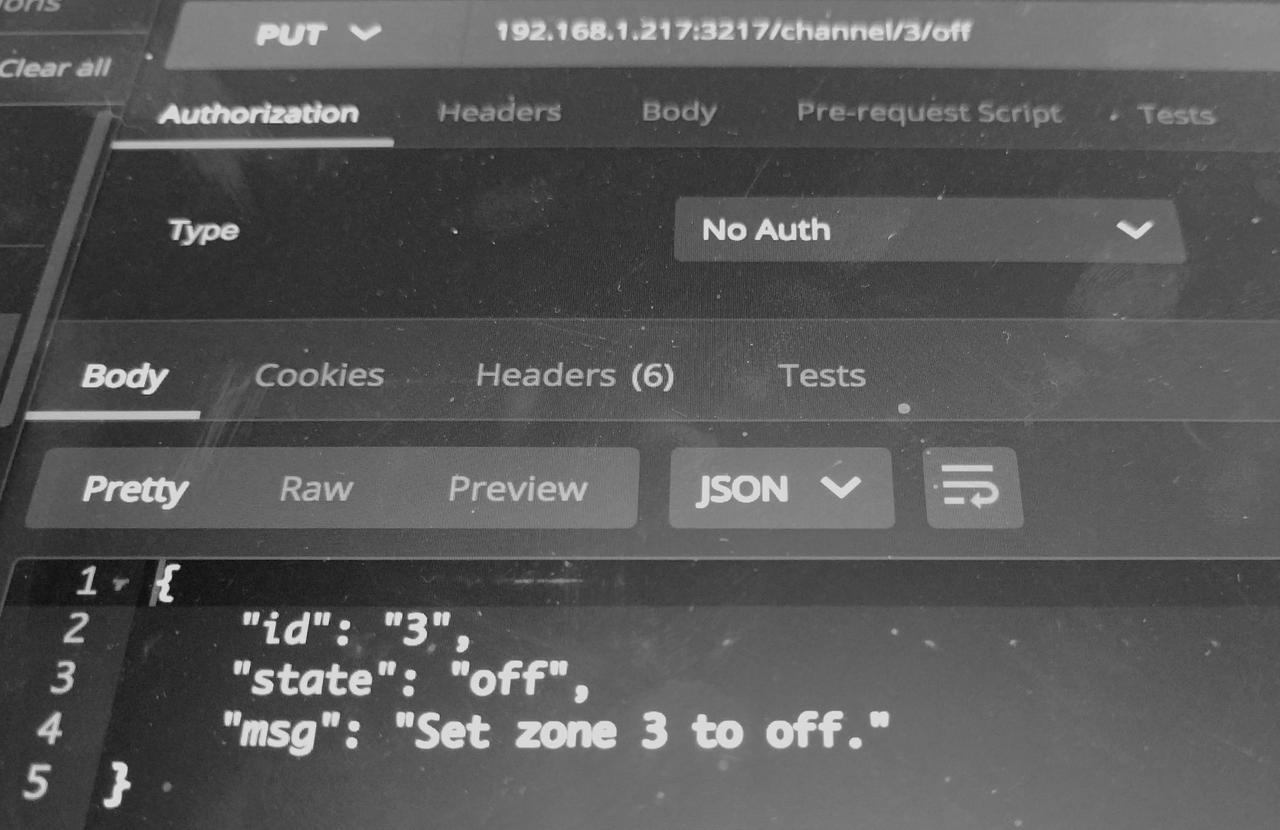 ons
PUT 192.168.1.217:3217/channel/3/off
Clear all
Authorization Headers Body Pre-request Script Tests
Type No Auth
Body Cookies Headers (6) Tests
Pretty Raw Preview JSON
1 {
2 "id": "3",
3 "state": "off",
4 "msg": "Set zone 3 to off."
5 }